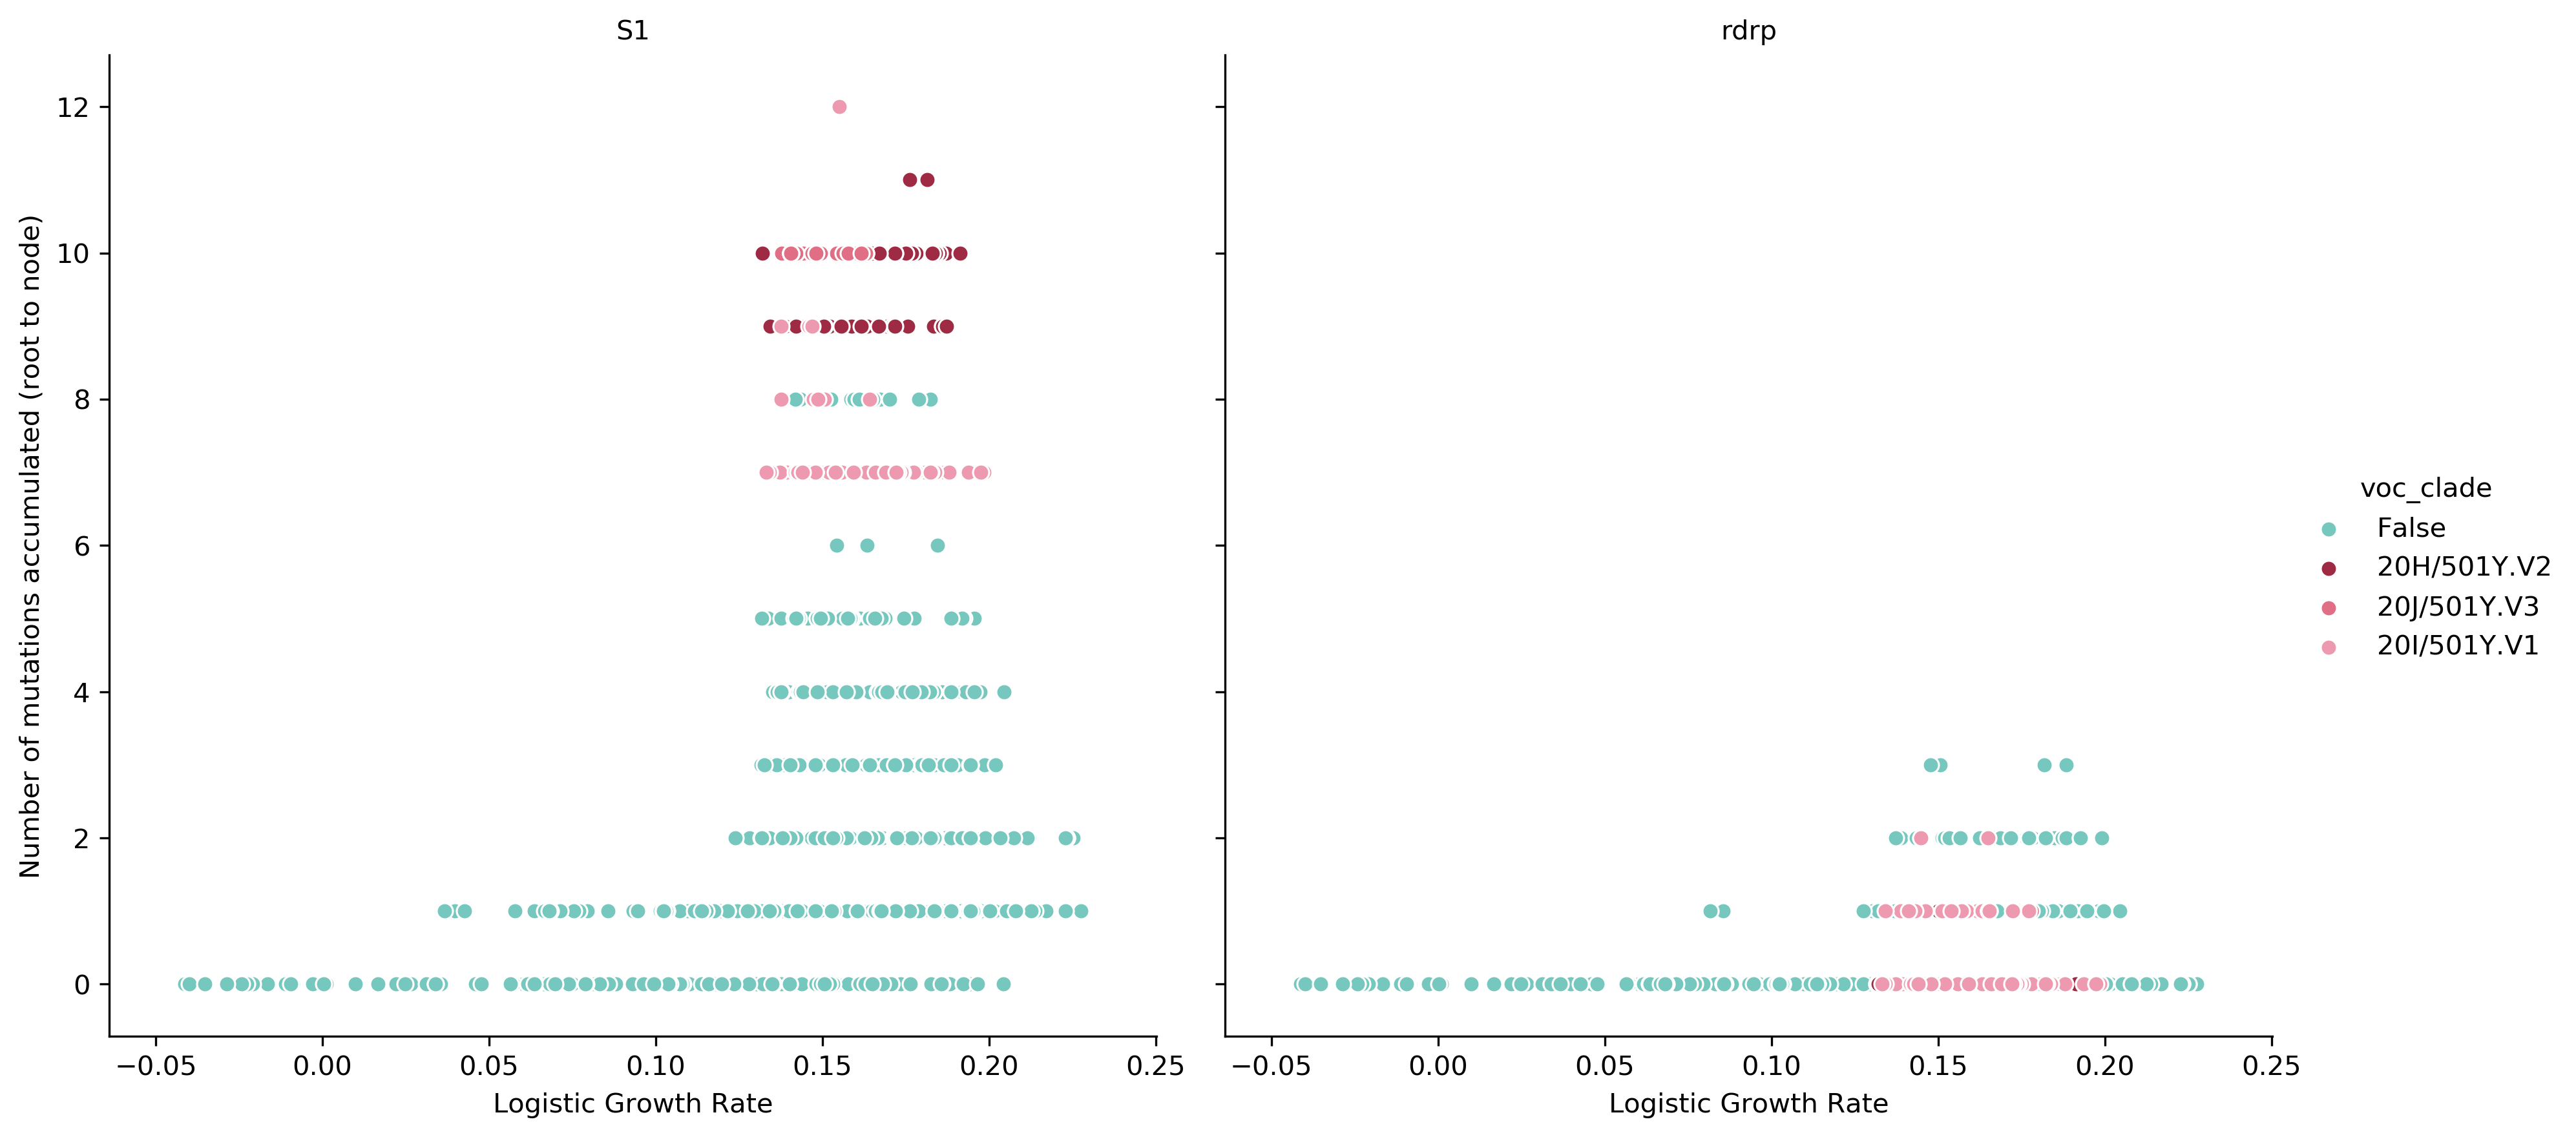 S1
rdrp
Number of mutations accumulated (root to node)
12
10
8
6
4
2
0
−0.05 0.00 0.05 0.10 0.15 0.20 0.25
−0.05 0.00 0.05 0.10 0.15 0.20 0.25
Logistic Growth Rate
Logistic Growth Rate
voc_clade
False
20H/501Y.V2
20J/501Y.V3
20I/501Y.V1